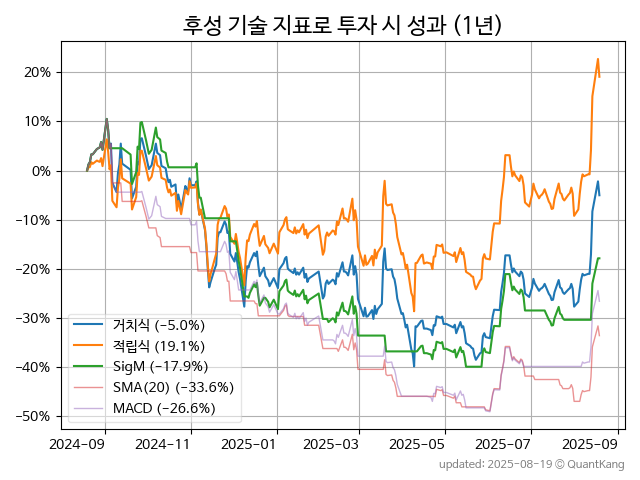 후성 기술 지표로 투자 시 성과 (1년)
20%
10%
0%
−10%
−20%
−30%
−40%
−50%
거치식 (−5.0%)
적립식 (19.1%)
SigM (−17.9%)
SMA(20) (−33.6%)
MACD (−26.6%)
2024-09 2024-11 2025-01 2025-03 2025-05 2025-07 2025-09
updated: 2025-08-19 ⓒ QuantKang